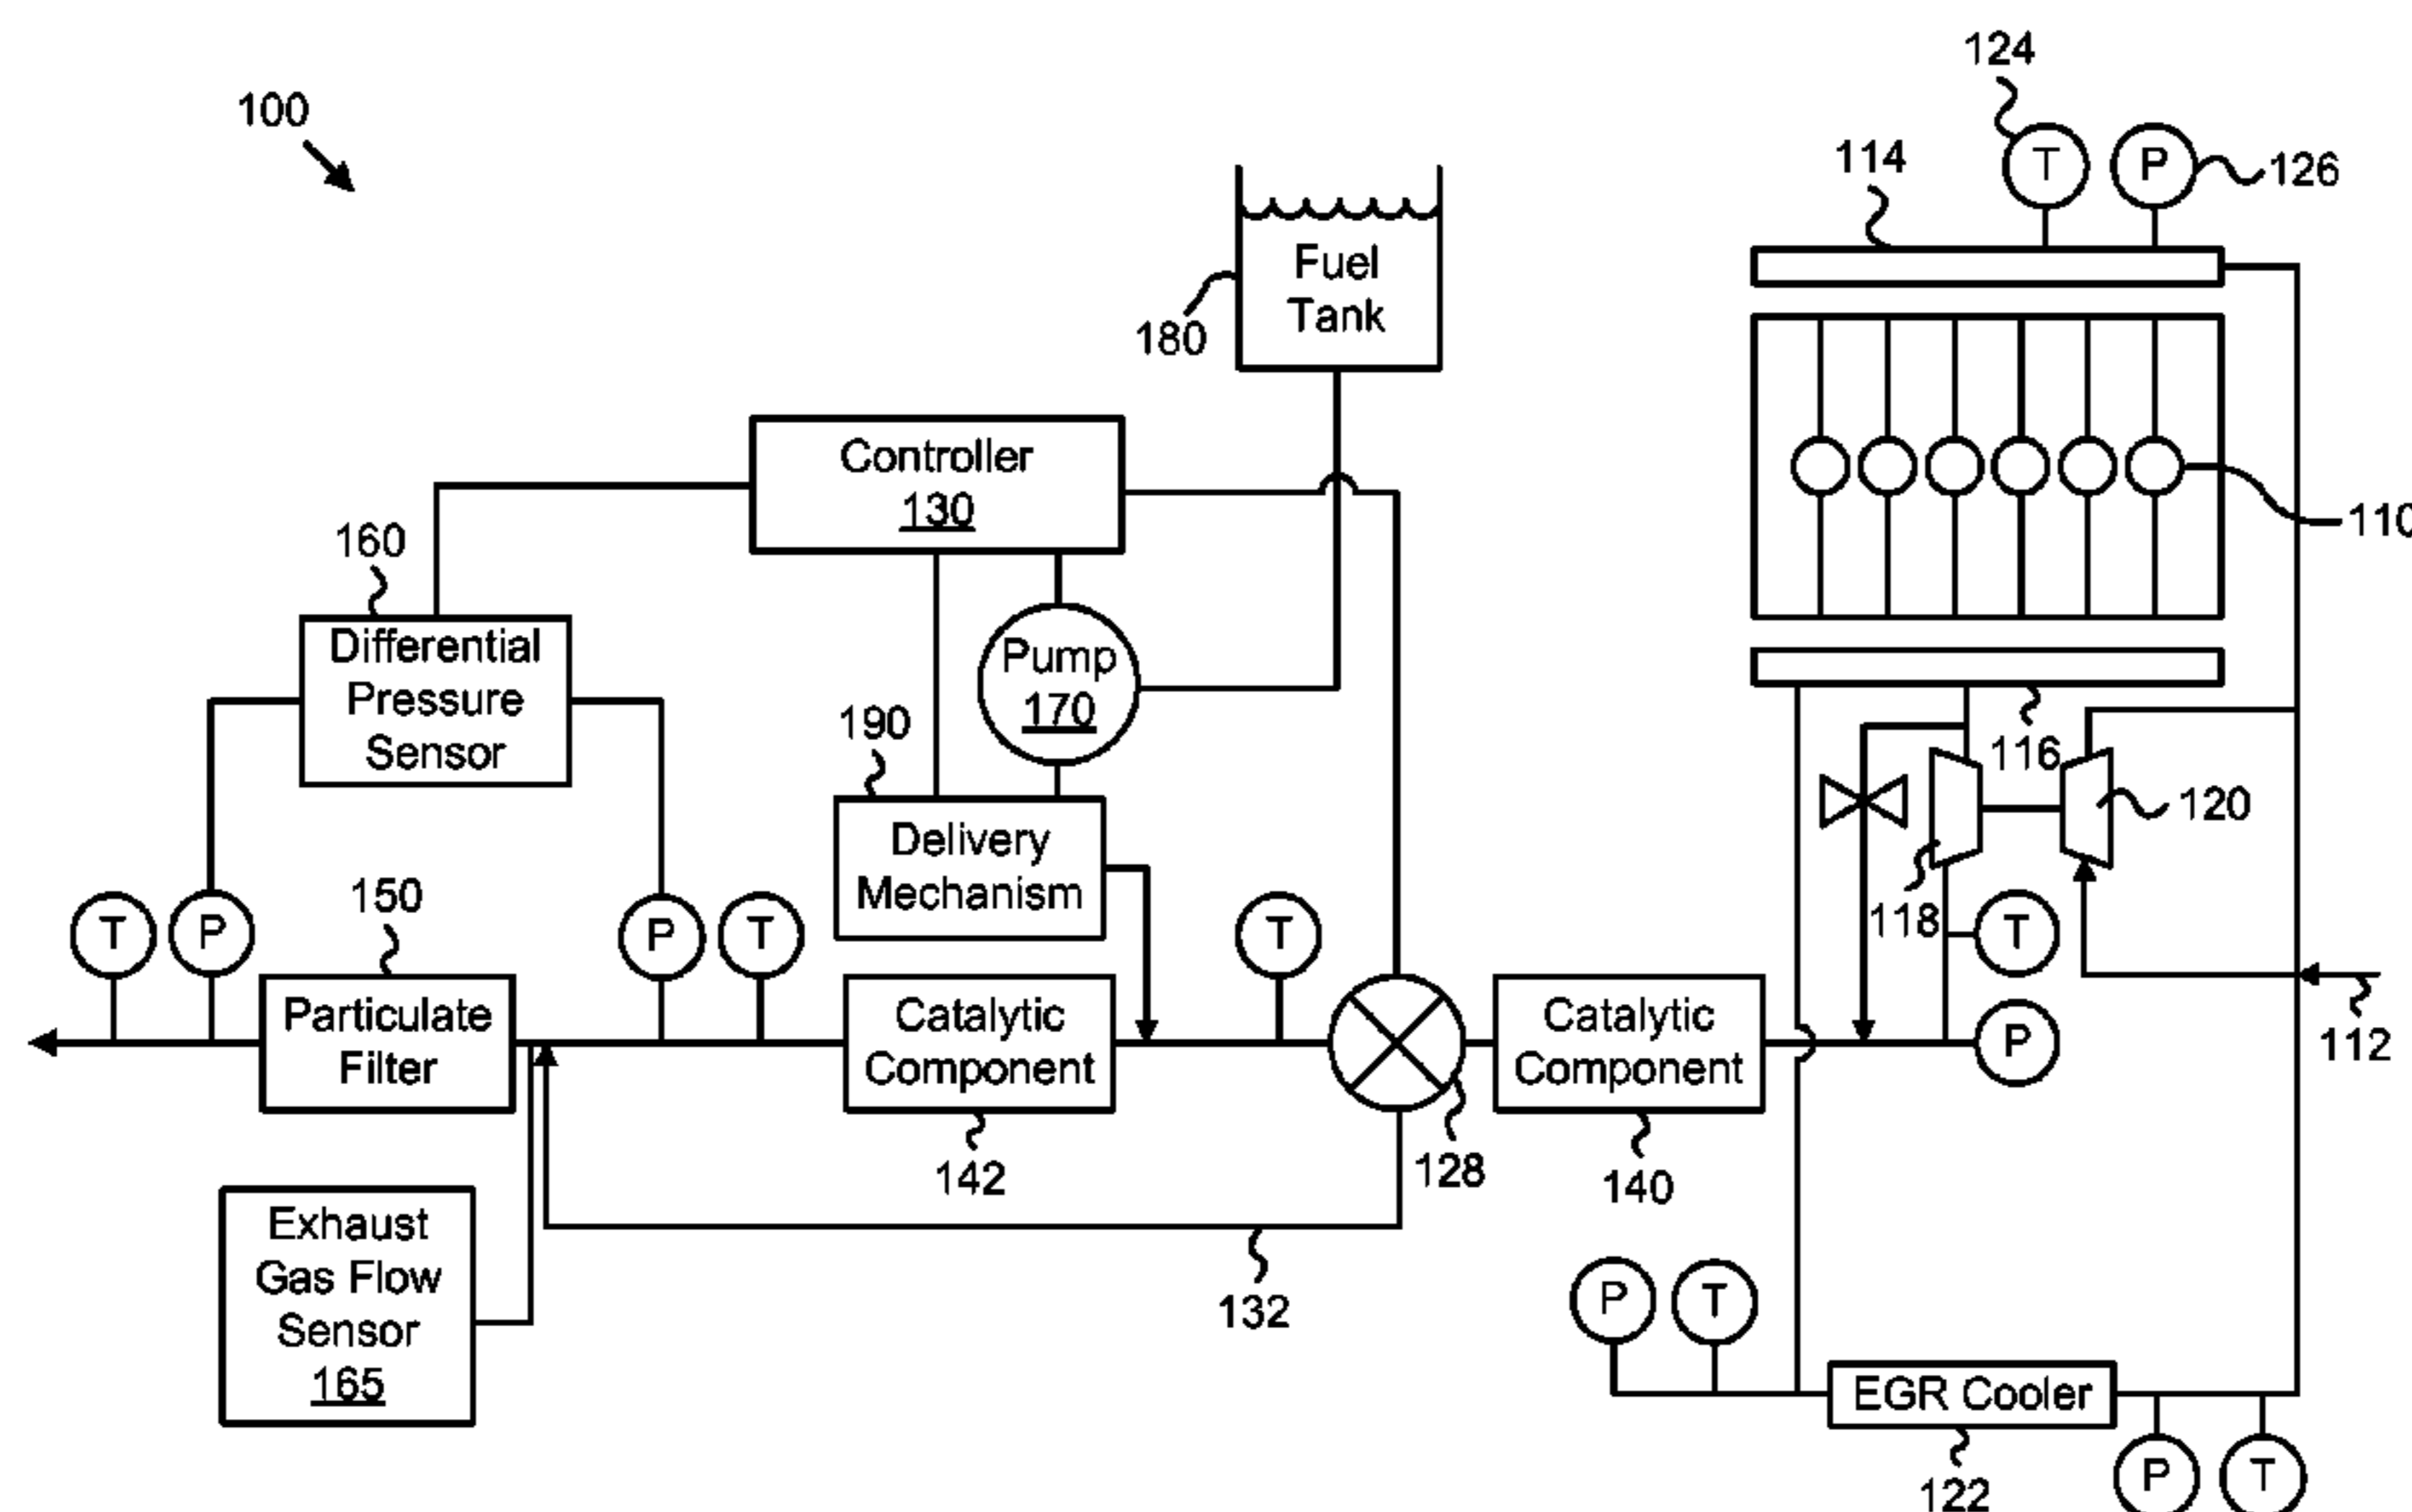 100
124
114
T
P
126
Fuel
Tank
180
Controller
130
110
160
Differential
Pressure
Sensor
Pump
170
190
116
120
Delivery
Mechanism
118
150
T
P
P
T
T
T
Particulate
Filter
Catalytic
Component
Catalytic
Component
P
112
142
128
140
Exhaust
Gas Flow
Sensor
165
132
P
T
EGR Cooler
122
P
T